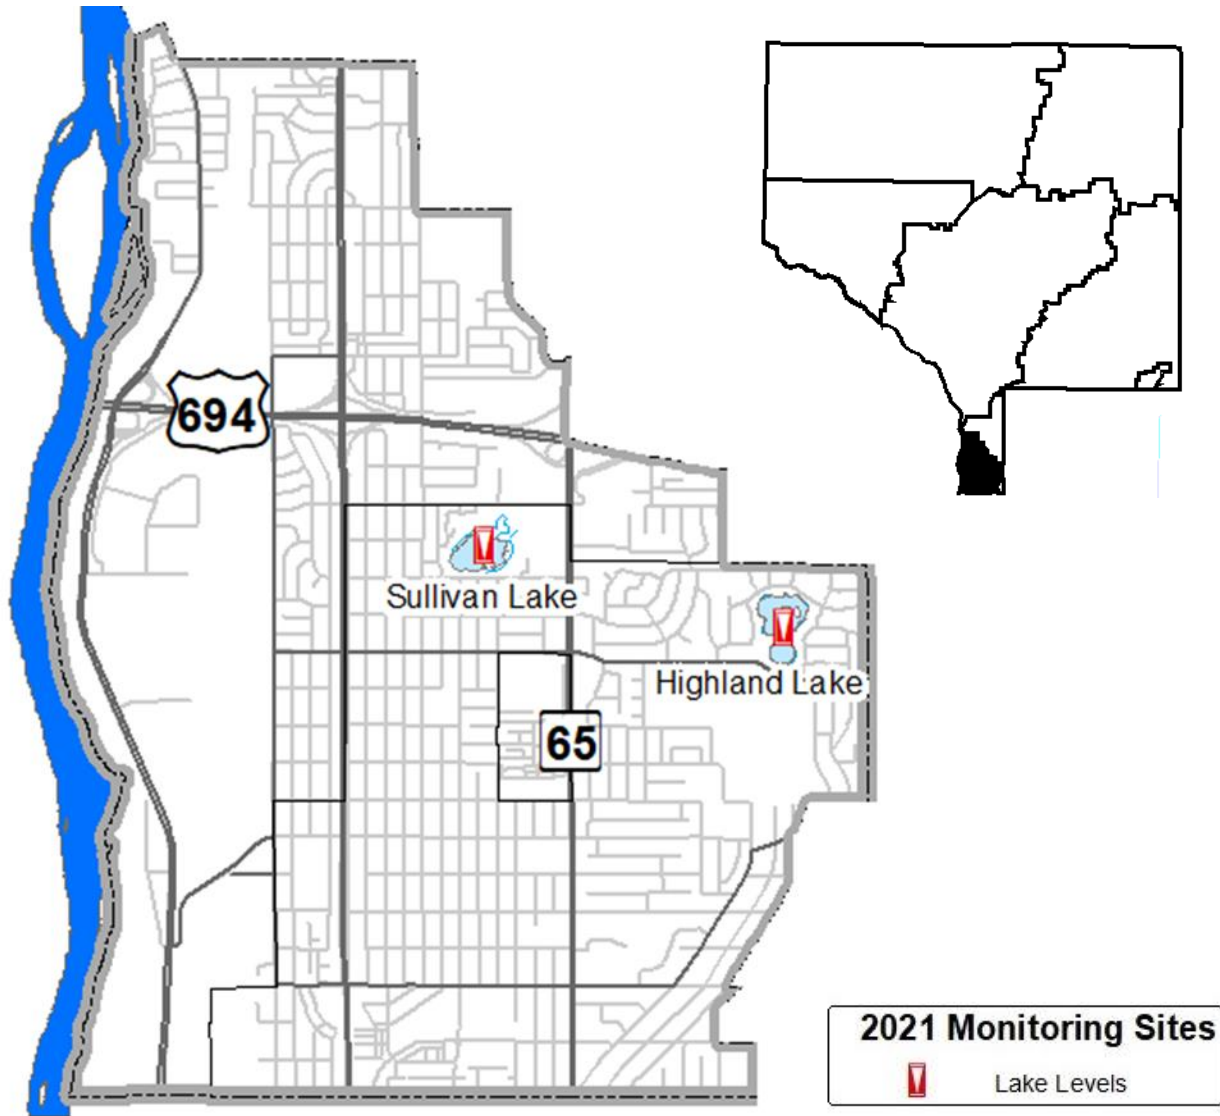 694
Sullivan Lake
Highland Lake
65
2021 Monitoring Sites
Lake Levels